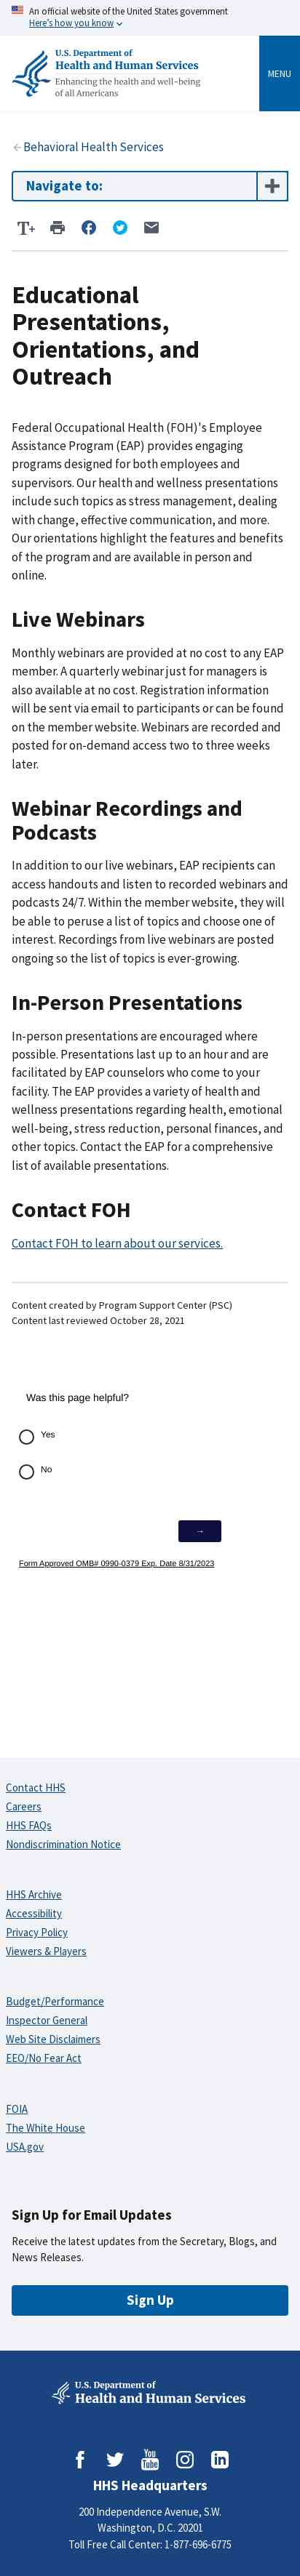 An official website of the United States government
Here's how you know
U.S. Department of
Health and Human Services
Enhancing the health and well-being
of all Americans
MENU
Behavioral Health Services
Navigate to:
T+
Educational
Presentations,
Orientations, and
Outreach
Federal Occupational Health (FOH)'s Employee
Assistance Program (EAP) provides engaging
programs designed for both employees and
supervisors. Our health and wellness presentations
include such topics as stress management, dealing
with change, effective communication, and more.
Our orientations highlight the features and benefits
of the program and are available in person and
online.
Live Webinars
Monthly webinars are provided at no cost to any EAP
member. A quarterly webinar just for managers is
also available at no cost. Registration information
will be sent via email to participants or can be found
on the member website. Webinars are recorded and
posted for on-demand access two to three weeks
later.
Webinar Recordings and
Podcasts
In addition to our live webinars, EAP recipients can
access handouts and listen to recorded webinars and
podcasts 24/7. Within the member website, they will
be able to peruse a list of topics and choose one of
interest. Recordings from live webinars are posted
ongoing so the list of topics is ever-growing.
In-Person Presentations
In-person presentations are encouraged where
possible. Presentations last up to an hour and are
facilitated by EAP counselors who come to your
facility. The EAP provides a variety of health and
wellness presentations regarding health, emotional
well-being, stress reduction, personal finances, and
other topics. Contact the EAP for a comprehensive
list of available presentations.
Contact FOH
Contact FOH to learn about our services.
Content created by Program Support Center (PSC)
Content last reviewed October 28, 2021
Was this page helpful?
Yes
No
→
Form Approved OMB# 0990-0379 Exp. Date 8/31/2023
Contact HHS
Careers
HHS FAQs
Nondiscrimination Notice
HHS Archive
Accessibility
Privacy Policy
Viewers & Players
Budget/Performance
Inspector General
Web Site Disclaimers
EEO/No Fear Act
FOIA
The White House
USA.gov
Sign Up for Email Updates
Receive the latest updates from the Secretary, Blogs, and
News Releases.
Sign Up
U.S. Department of
Health and Human Services
You
Tube
HHS Headquarters
200 Independence Avenue, S.W.
Washington, D.C. 20201
Toll Free Call Center: 1-877-696-6775